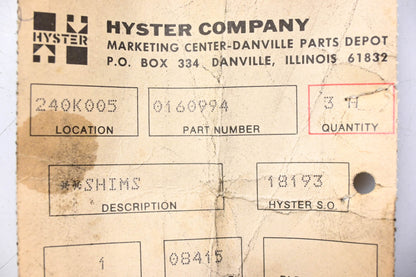 HYSTER
HYSTER COMPANY
MARKETING CENTER-DANVILLE PARTS DEPOT
P.O. BOX 334 DANVILLE, ILLINOIS 61832
240K005 0160994 3 H
LOCATION PART NUMBER QUANTITY
**SHIMS 18193
DESCRIPTION HYSTER S.O.
1 08415